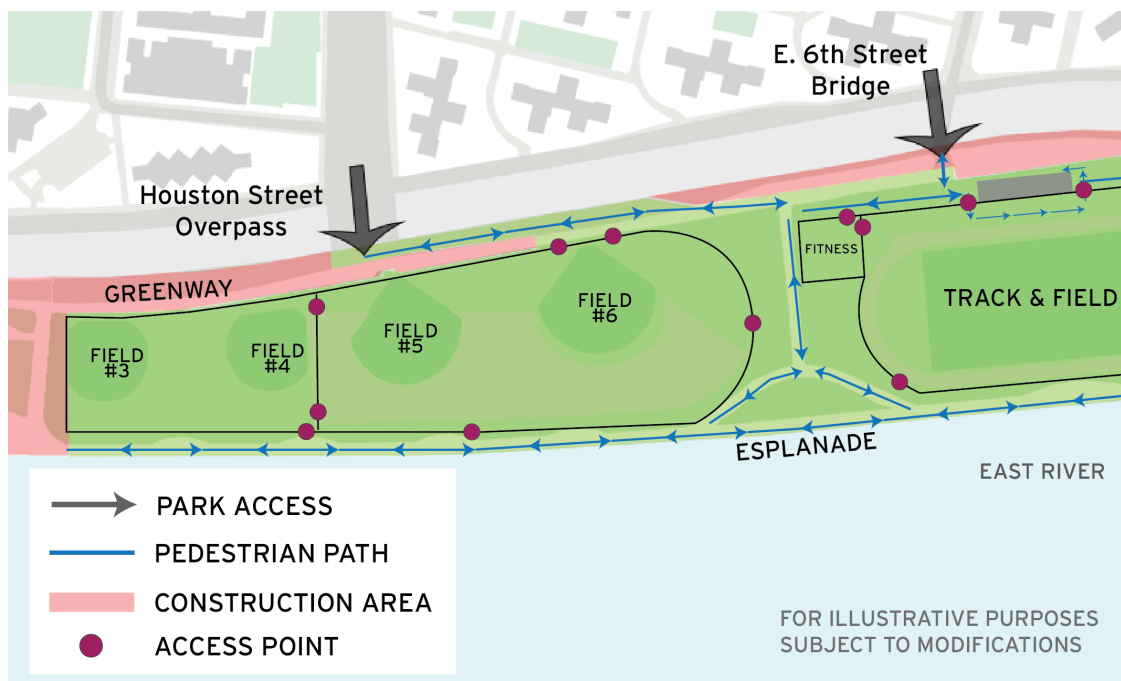 E. 6th Street
Bridge
Houston Street
Overpass
GREENWAY
FITNESS
TRACK & FIELD
FIELD
#6
FIELD
#5
FIELD
#4
FIELD
#3
ESPLANADE
EAST RIVER
PARK ACCESS
PEDESTRIAN PATH
CONSTRUCTION AREA
ACCESS POINT
FOR ILLUSTRATIVE PURPOSES
SUBJECT TO MODIFICATIONS